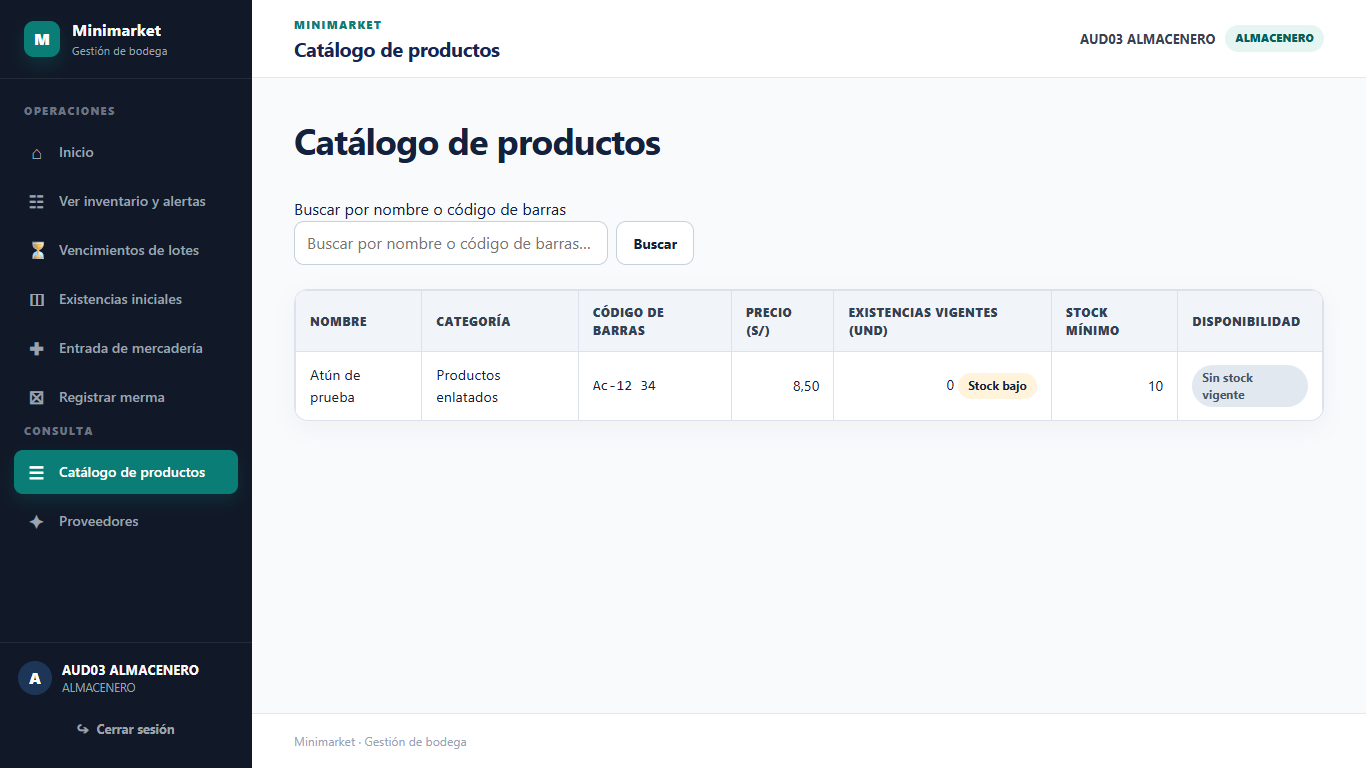 M
Minimarket
Gestión de bodega
OPERACIONES
Inicio
Ver inventario y alertas
Vencimientos de lotes
Existencias iniciales
Entrada de mercadería
Registrar merma
CONSULTA
Catálogo de productos
Proveedores
A
AUD03 ALMACENERO
ALMACENERO
Cerrar sesión
MINIMARKET
Catálogo de productos
AUD03 ALMACENERO
ALMACENERO
Catálogo de productos
Buscar por nombre o código de barras
Buscar por nombre o código de barras...
Buscar
NOMBRE
CATEGORÍA
CÓDIGO DE
BARRAS
PRECIO
(S/)
EXISTENCIAS VIGENTES
(UND)
STOCK
MÍNIMO
DISPONIBILIDAD
Atún de
prueba
Productos
enlatados
Ac-12 34
8,50
0 Stock bajo
10
Sin stock
vigente
Minimarket · Gestión de bodega